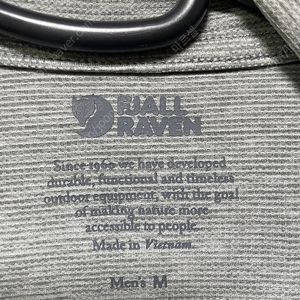 FJALL
RAVEN
Since 1960 we have developed
durable, functional and timeless
outdoor equipment, with the goal
of making nature more
accessible to people.
Made in Vietnam.
Men's M